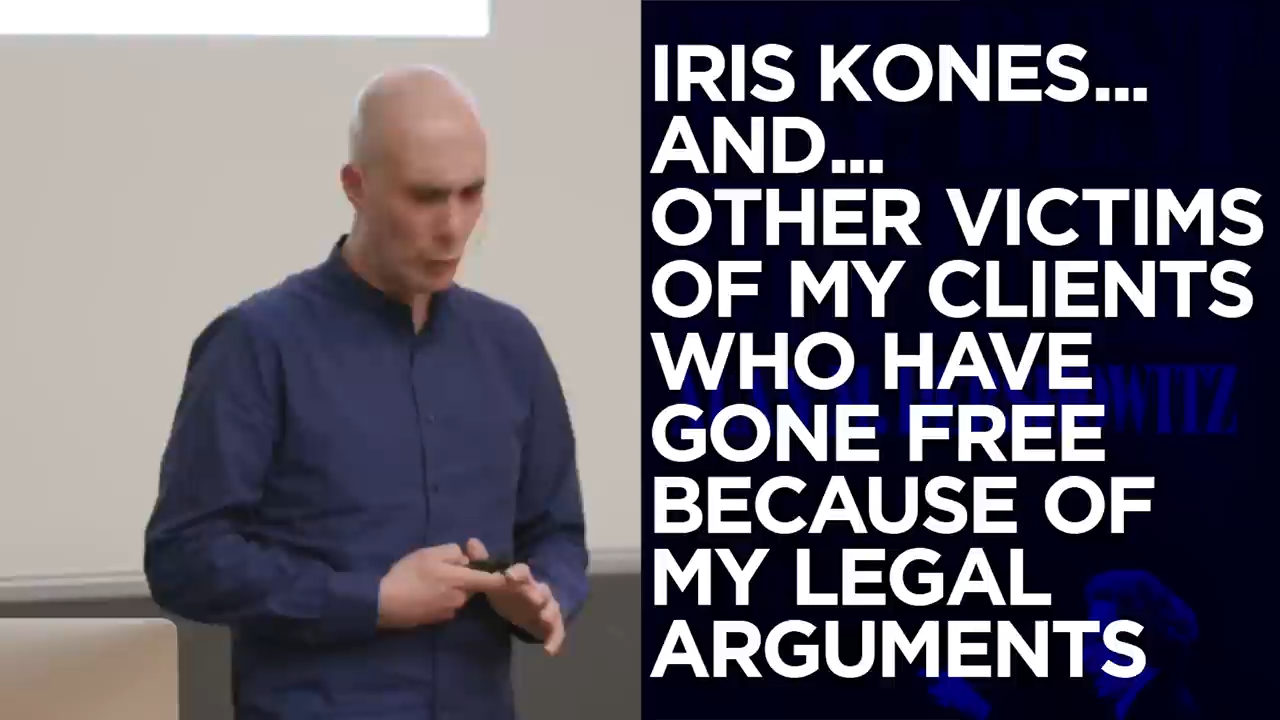 IRIS KONES...
AND...
OTHER VICTIMS
OF MY CLIENTS
WHO HAVE
GONE FREE
BECAUSE OF
MY LEGAL
ARGUMENTS